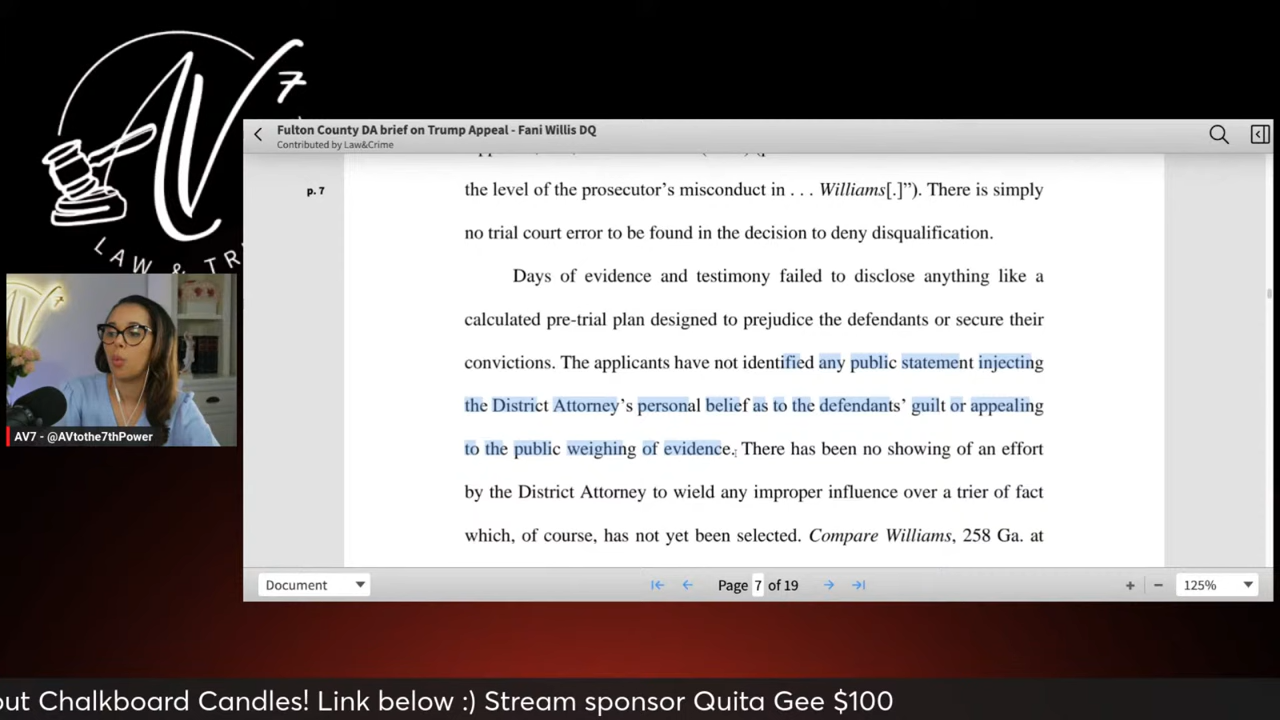 AV7
LAW & TR
Fulton County DA brief on Trump Appeal - Fani Willis DQ
Contributed by Law&Crime
p. 7
the level of the prosecutor’s misconduct in . . . Williams[.]”). There is simply
no trial court error to be found in the decision to deny disqualification.
Days of evidence and testimony failed to disclose anything like a
calculated pre-trial plan designed to prejudice the defendants or secure their
convictions. The applicants have not identified any public statement injecting
the District Attorney’s personal belief as to the defendants’ guilt or appealing
to the public weighing of evidence. There has been no showing of an effort
by the District Attorney to wield any improper influence over a trier of fact
which, of course, has not yet been selected. Compare Williams, 258 Ga. at
AV7 - @AVtothe7thPower
Document
Page 7 of 19
+ − 125%
out Chalkboard Candles! Link below :) Stream sponsor Quita Gee $100